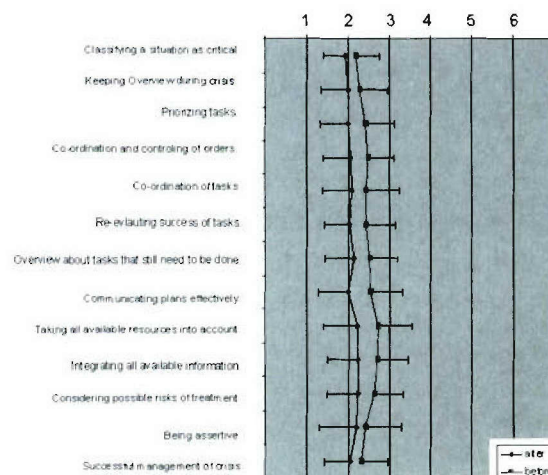 1 2 3 4 5 6
Classifying a situation as critical
Keeping Overview during crisis
Priorizing tasks
Co-ordination and controling of orders
Co-ordination of tasks
Re-evlauting success of tasks
Overview about tasks that still need to be done
Communicating plans effectively
Taking all available resources into account
Integrating all available information
Considering possible risks of treatment
Being assertive
Successful management of crisis
after